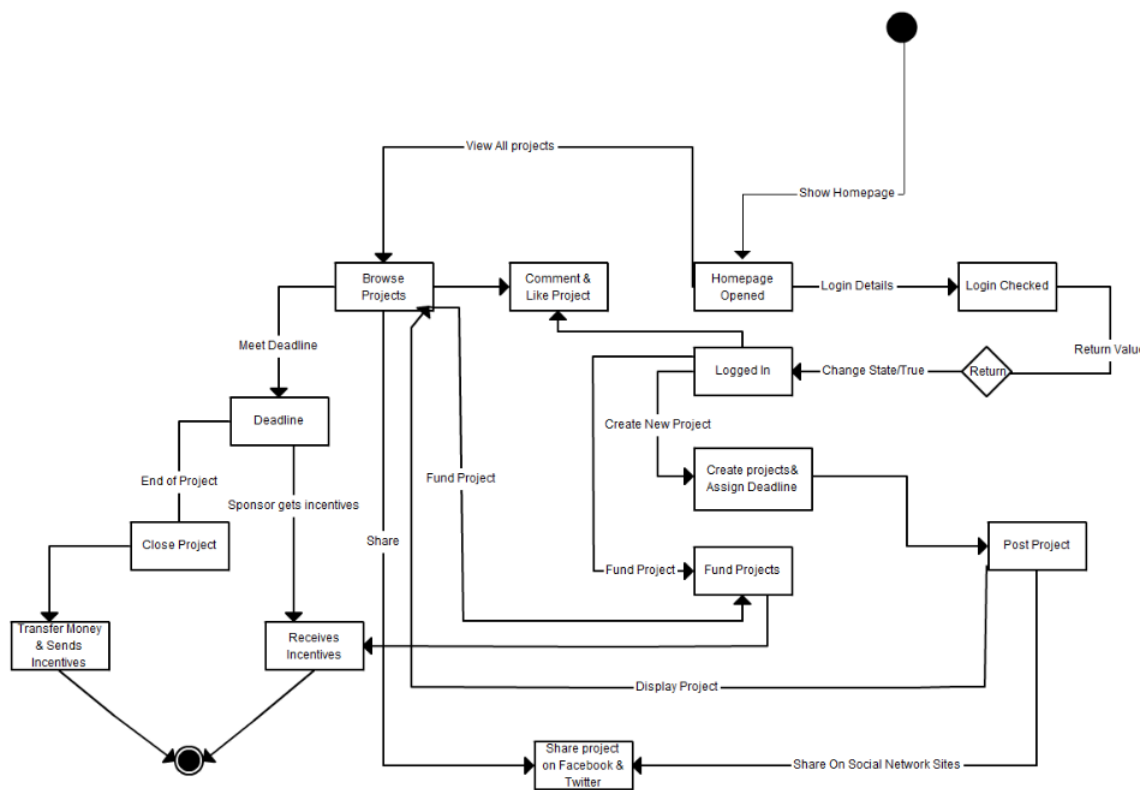 View All projects
Show Homepage
Browse
Projects
Comment &
Like Project
Homepage
Opened
Login Details
Login Checked
Meet Deadline
Return Value
Logged In
Change State/True
Return
Deadline
Create New Project
End of Project
Fund Project
Create projects&
Assign Deadline
Sponsor gets incentives
Close Project
Share
Post Project
Fund Project
Fund Projects
Transfer Money
& Sends
Incentives
Receives
Incentives
Display Project
Share project
on Facebook &
Twitter
Share On Social Network Sites